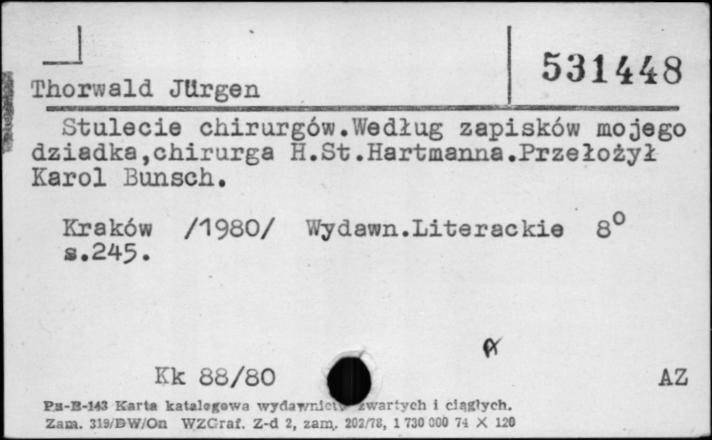 531448
Thorwald Jürgen
Stulecie chirurgów.Według zapisków mojego
dziadka,chirurga H.St.Hartmanna.Przełożył
Karol Bunsch.
Kraków /1980/ Wydawn.Literackie 8°
s.245.
Kk 88/80
AZ
Pu-B-143 Karta katalogowa wydawnictw zwartych i ciągłych.
Zam. 319/DW/On WZGraf. Z-d 2, zam. 202/78, 1 730 000 74 X 120